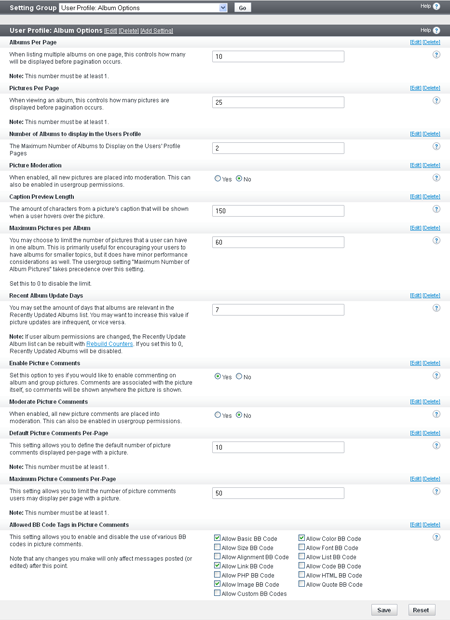 Setting Group User Profile: Album Options Go Help
User Profile: Album Options [Edit] [Delete] [Add Setting] Help
Albums Per Page [Edit] [Delete]
When listing multiple albums on one page, this controls how many 10
will be displayed before pagination occurs.
Note: This number must be at least 1.
Pictures Per Page [Edit] [Delete]
When viewing an album, this controls how many pictures are 25
displayed before pagination occurs.
Note: This number must be at least 1.
Number of Albums to display in the Users Profile [Edit] [Delete]
The Maximum Number of Albums to Display on the Users' Profile 2
Pages
Picture Moderation [Edit] [Delete]
When enabled, all new pictures are placed into moderation. This can Yes No
also be enabled in usergroup permissions.
Caption Preview Length [Edit] [Delete]
The amount of characters from a picture's caption that will be shown 150
when a user hovers over the picture.
Maximum Pictures per Album [Edit] [Delete]
You may choose to limit the number of pictures that a user can have 60
in one album. This is primarily useful for encouraging your users to
have albums for smaller topics, but it does have minor performance
considerations as well. The usergroup setting "Maximum Number of
Album Pictures" takes precedence over this setting.
Set this to 0 to disable the limit.
Recent Album Update Days [Edit] [Delete]
You may set the amount of days that albums are relevant in the 7
Recently Updated Albums list. You may want to increase this value if
picture updates are infrequent, or vice versa.
Note: If user album permissions are changed, the Recently Update
Album list can be rebuilt with Rebuild Counters. If you set this to 0,
Recently Updated Albums will be disabled.
Enable Picture Comments [Edit] [Delete]
Set this option to yes if you would like to enable commenting on Yes No
album and group pictures. Comments are associated with the picture
itself, so comments will be shown anywhere the picture is shown.
Moderate Picture Comments [Edit] [Delete]
When enabled, all new picture comments are placed into Yes No
moderation. This can also be enabled in usergroup permissions.
Default Picture Comments Per-Page [Edit] [Delete]
This setting allows you to define the default number of picture 10
comments displayed per-page with a picture.
Note: This number must be at least 1.
Maximum Picture Comments Per-Page [Edit] [Delete]
This setting allows you to limit the number of picture comments 50
users may display per page with a picture.
Note: This number must be at least 1.
Allowed BB Code Tags in Picture Comments [Edit] [Delete]
This setting allows you to enable and disable the use of various BB
codes in picture comments.
Note that any changes you make will only affect messages posted (or
edited) after this point.
Allow Basic BB Code Allow Color BB Code
Allow Size BB Code Allow Font BB Code
Allow Alignment BB Code Allow List BB Code
Allow Link BB Code Allow Code BB Code
Allow PHP BB Code Allow HTML BB Code
Allow Image BB Code Allow Quote BB Code
Allow Custom BB Codes
Save Reset